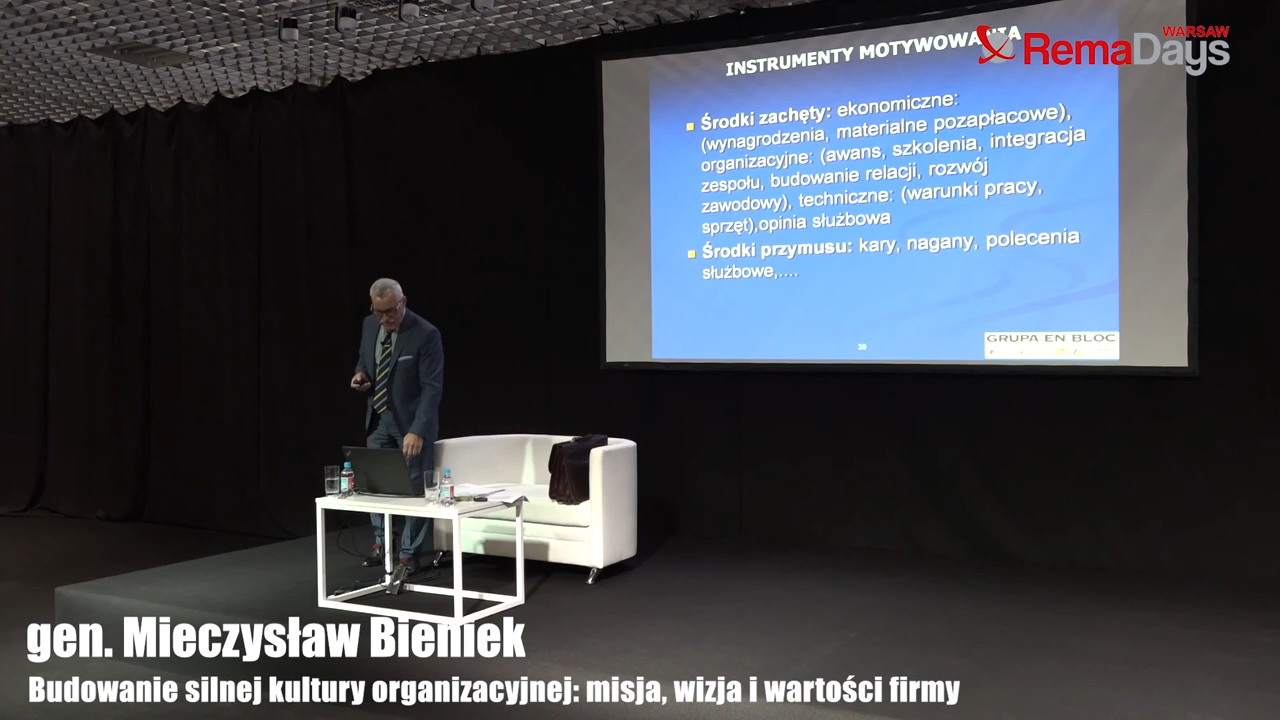 WARSAW
RemaDays
INSTRUMENTY MOTYWOWANIA
Środki zachęty: ekonomiczne:
(wynagrodzenia, materialne pozapłacowe),
organizacyjne: (awans, szkolenia, integracja
zespołu, budowanie relacji, rozwój
zawodowy), techniczne: (warunki pracy,
sprzęt),opinia służbowa
Środki przymusu: kary, nagany, polecenia
służbowe,....
39
GRUPA EN BLOC
gen. Mieczysław Bieniek
Budowanie silnej kultury organizacyjnej: misja, wizja i wartości firmy